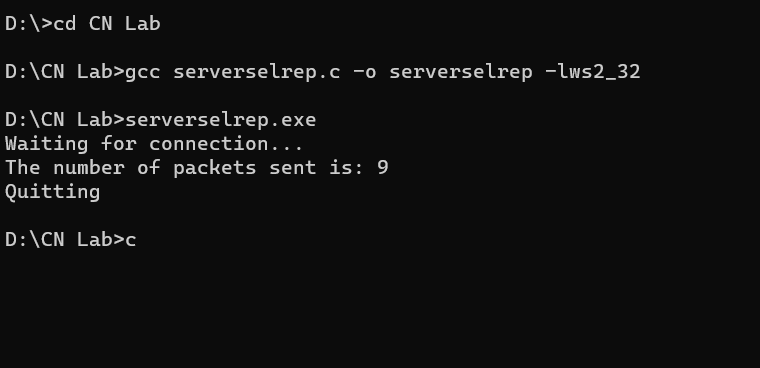 D:\>cd CN Lab
D:\CN Lab>gcc serverselrep.c -o serverselrep -lws2_32
D:\CN Lab>serverselrep.exe
Waiting for connection...
The number of packets sent is: 9
Quitting
D:\CN Lab>c